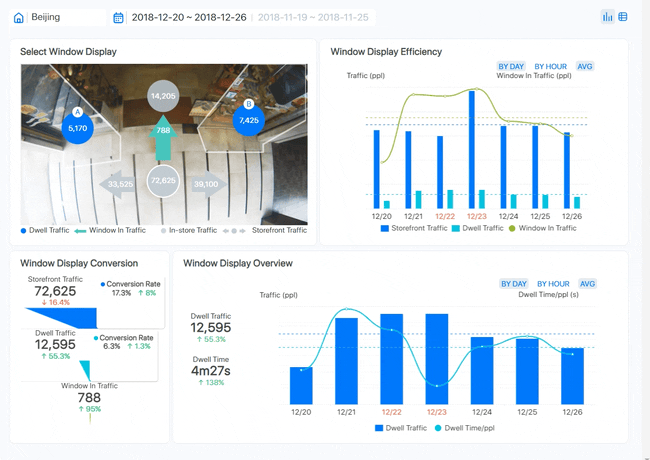 Beijing
2018-12-20 ~ 2018-12-26
2018-11-19 ~ 2018-11-25
Select Window Display
14,205
A
5,170
B
7,425
788
33,525
72,625
39,100
Dwell Traffic
Window In Traffic
In-store Traffic
Storefront Traffic
Window Display Efficiency
BY DAY
BY HOUR
AVG
Traffic (ppl)
Window In Traffic (ppl)
12/20
12/21
12/22
12/23
12/24
12/25
12/26
Storefront Traffic
Dwell Traffic
Window In Traffic
Window Display Conversion
Storefront Traffic
72,625
↓ 16.4%
Conversion Rate
17.3% ↑ 8%
Dwell Traffic
12,595
↑ 55.3%
Conversion Rate
6.3% ↑ 1.3%
Window In Traffic
788
↑ 95%
Window Display Overview
BY DAY
BY HOUR
AVG
Traffic (ppl)
Dwell Time/ppl (s)
Dwell Traffic
12,595
↑ 55.3%
Dwell Time
4m27s
↑ 138%
12/20
12/21
12/22
12/23
12/24
12/25
12/26
Dwell Traffic
Dwell Time/ppl